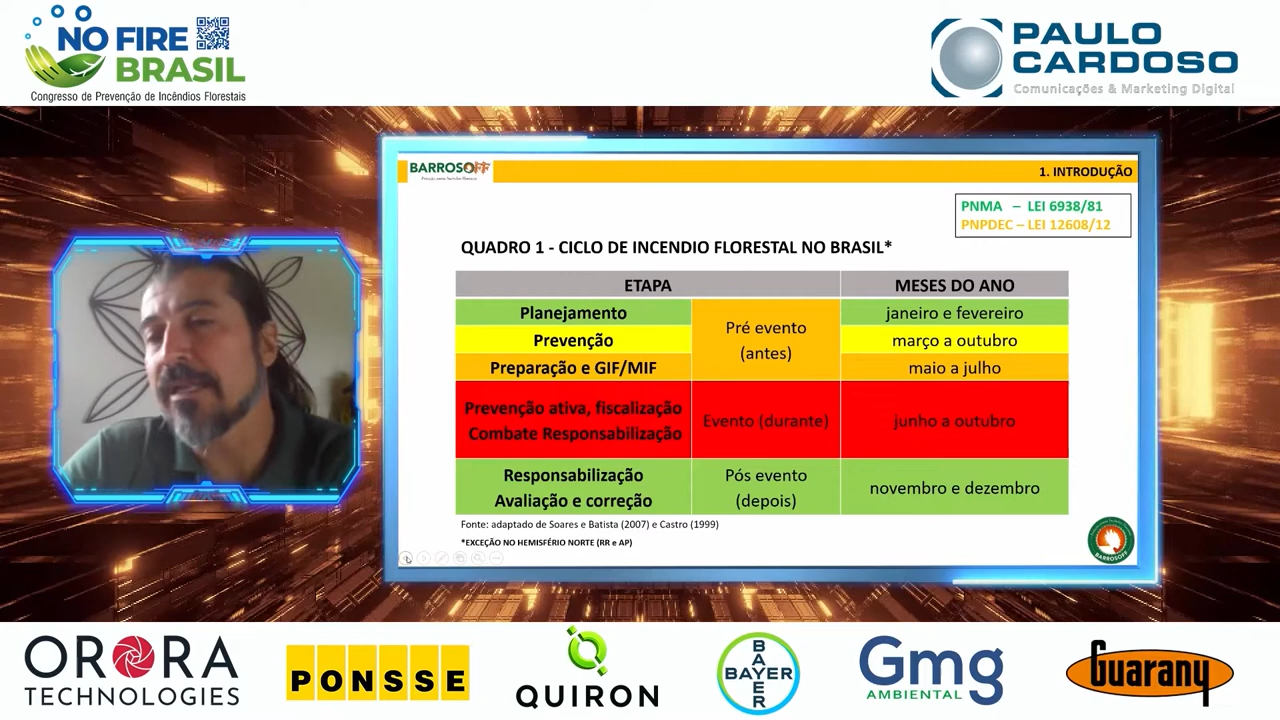 NO FIRE
BRASIL
Congresso de Prevenção de Incêndios Florestais
PAULO
CARDOSO
Comunicações & Marketing Digital
BARROSOFF
1. INTRODUÇÃO
PNMA – LEI 6938/81
PNPDEC – LEI 12608/12
QUADRO 1 - CICLO DE INCENDIO FLORESTAL NO BRASIL*
ETAPA MESES DO ANO
Planejamento janeiro e fevereiro
Pré evento
(antes)
Prevenção março a outubro
Preparação e GIF/MIF maio a julho
Prevenção ativa, fiscalização
Combate Responsabilização
Evento (durante) junho a outubro
Responsabilização
Avaliação e correção
Pós evento
(depois)
novembro e dezembro
Fonte: adaptado de Soares e Batista (2007) e Castro (1999)
*EXCEÇÃO NO HEMISFÉRIO NORTE (RR e AP)
BARROSOFF
ORORA
TECHNOLOGIES
PONSSE
QUIRON
BAYER
BAYER
Gmg
AMBIENTAL
Guarany